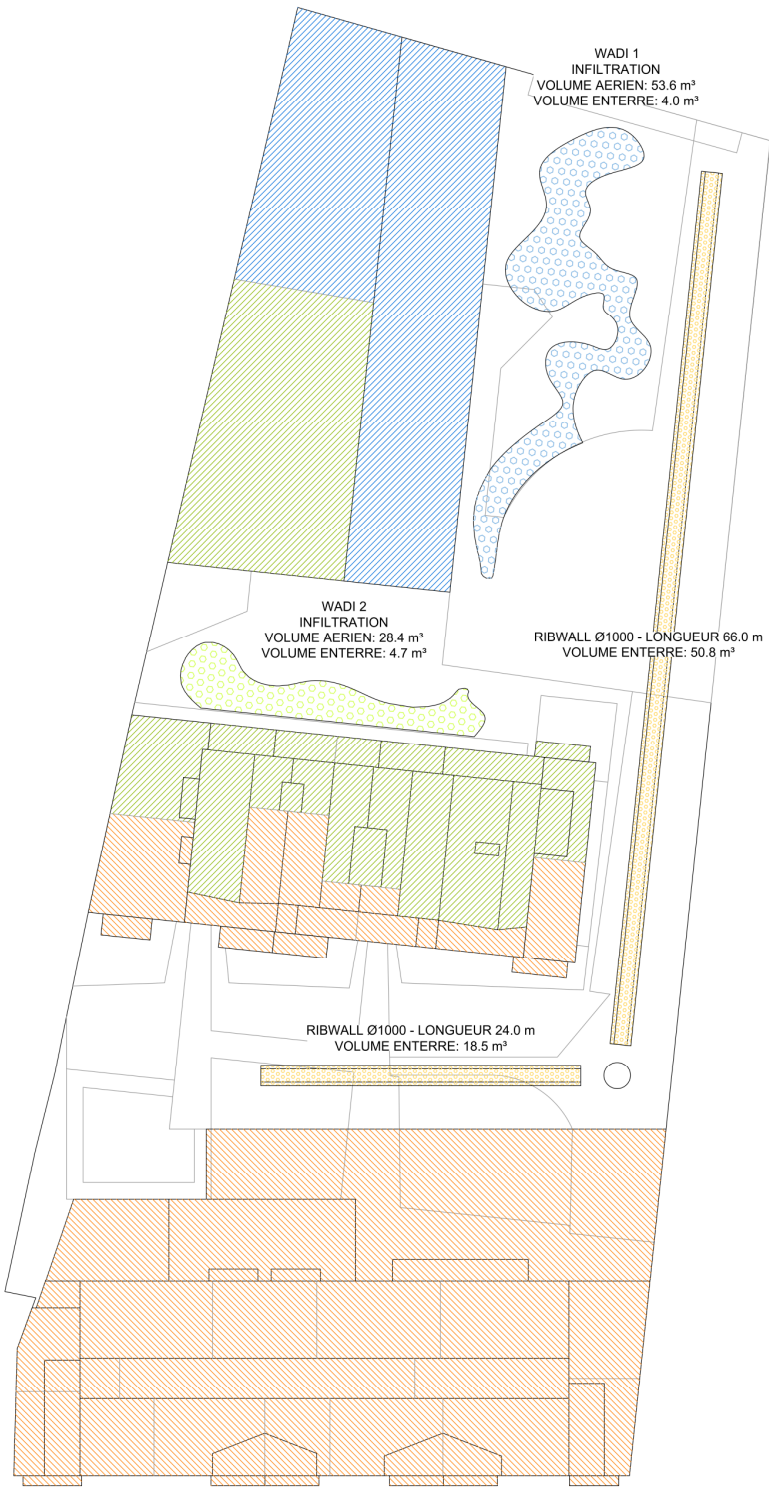 WADI 1
INFILTRATION
VOLUME AERIEN: 53.6 m³
VOLUME ENTERRE: 4.0 m³
WADI 2
INFILTRATION
VOLUME AERIEN: 28.4 m³
VOLUME ENTERRE: 4.7 m³
RIBWALL Ø1000 - LONGUEUR 66.0 m
VOLUME ENTERRE: 50.8 m³
RIBWALL Ø1000 - LONGUEUR 24.0 m
VOLUME ENTERRE: 18.5 m³